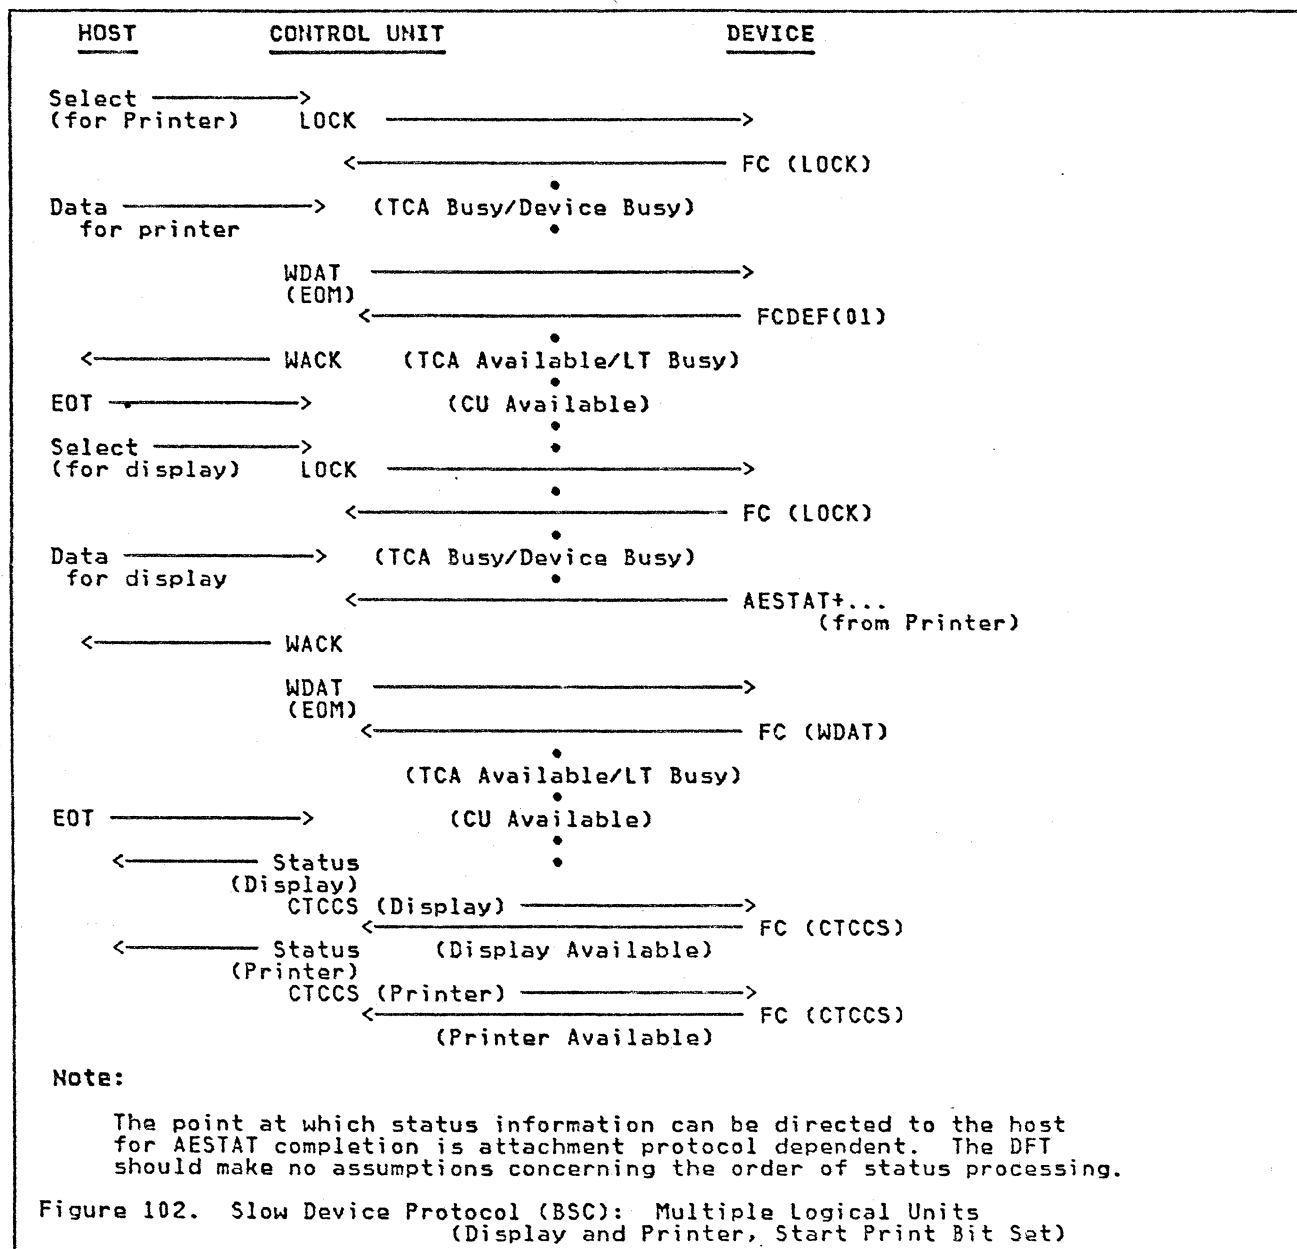 HOST CONTROL UNIT DEVICE
Select ————————>
(for Printer) LOCK ————————————————————>
<———————————————————— FC (LOCK)
•
Data ————————————> (TCA Busy/Device Busy)
for printer •
WDAT ————————————————————>
(EOM)
<———————————————————— FCDEF(01)
•
<———————————— WACK (TCA Available/LT Busy)
•
EOT ————————————> (CU Available)
•
Select ————————> •
(for display) LOCK ————————————————————>
•
<———————————————————— FC (LOCK)
•
Data ————————————> (TCA Busy/Device Busy)
for display •
<———————————————————— AESTAT+...
(from Printer)
<———————————— WACK
WDAT ————————————————————>
(EOM)
<———————————————————— FC (WDAT)
•
(TCA Available/LT Busy)
•
EOT ————————————> (CU Available)
•
<———————— Status •
(Display)
CTCCS (Display) ————————————>
<———————————————————— FC (CTCCS)
<———————— Status (Display Available)
(Printer)
CTCCS (Printer) ————————————>
<———————————————————— FC (CTCCS)
(Printer Available)
Note:
The point at which status information can be directed to the host
for AESTAT completion is attachment protocol dependent. The DFT
should make no assumptions concerning the order of status processing.
Figure 102. Slow Device Protocol (BSC): Multiple Logical Units
(Display and Printer, Start Print Bit Set)